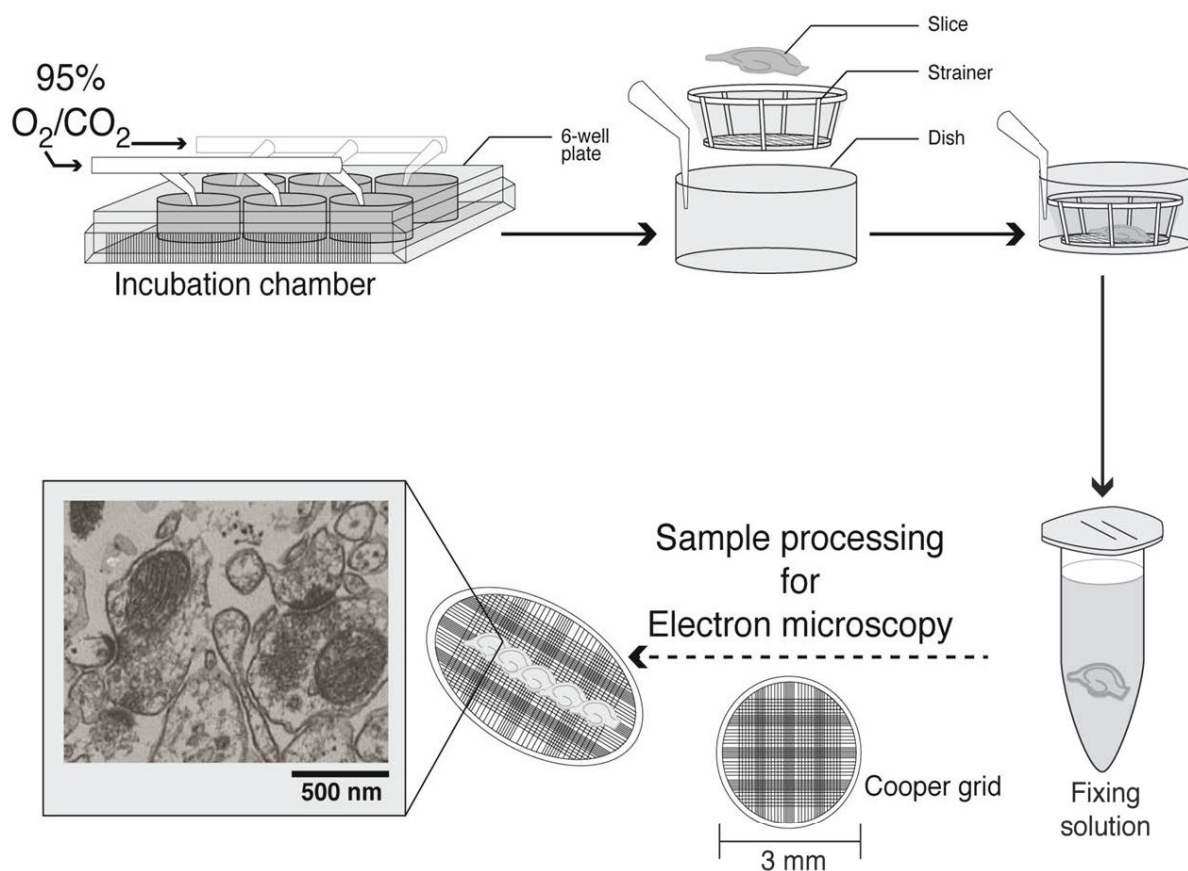 95%
O₂/CO₂
6-well
plate
Incubation chamber
Slice
Strainer
Dish
Sample processing
for
Electron microscopy
500 nm
Cooper grid
3 mm
Fixing
solution